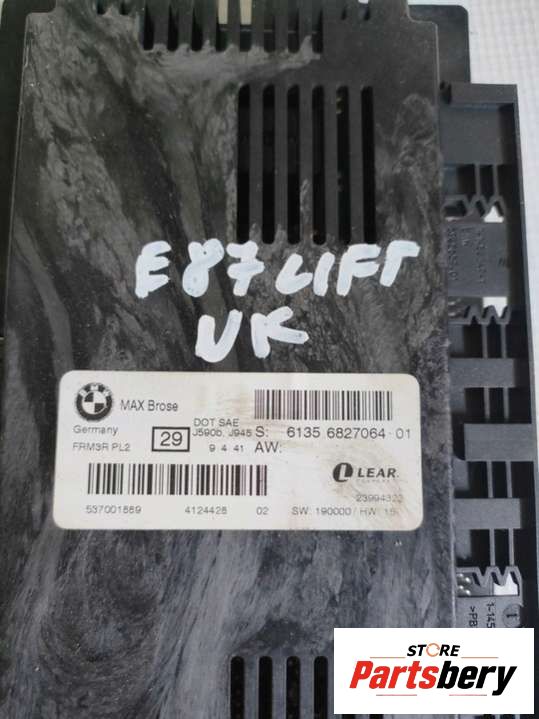 E87 LIFT
UK
BMW
MAX Brose
Germany
FRM3R PL2
29
DOT SAE
J590b, J945
9 4 41
S: 6135 6827064-01
AW:
LEAR
23994322
537001889 4124428 02 SW: 190000 / HW: 15
STORE
Partsbery